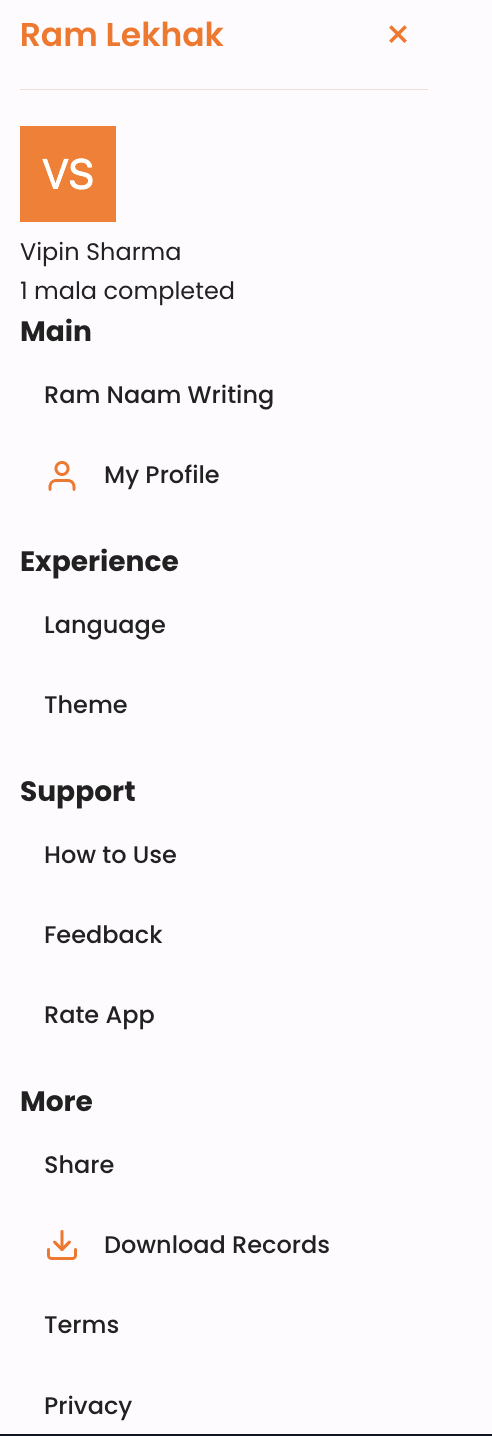 Ram Lekhak
VS
Vipin Sharma
1 mala completed
Main
Ram Naam Writing
My Profile
Experience
Language
Theme
Support
How to Use
Feedback
Rate App
More
Share
Download Records
Terms
Privacy